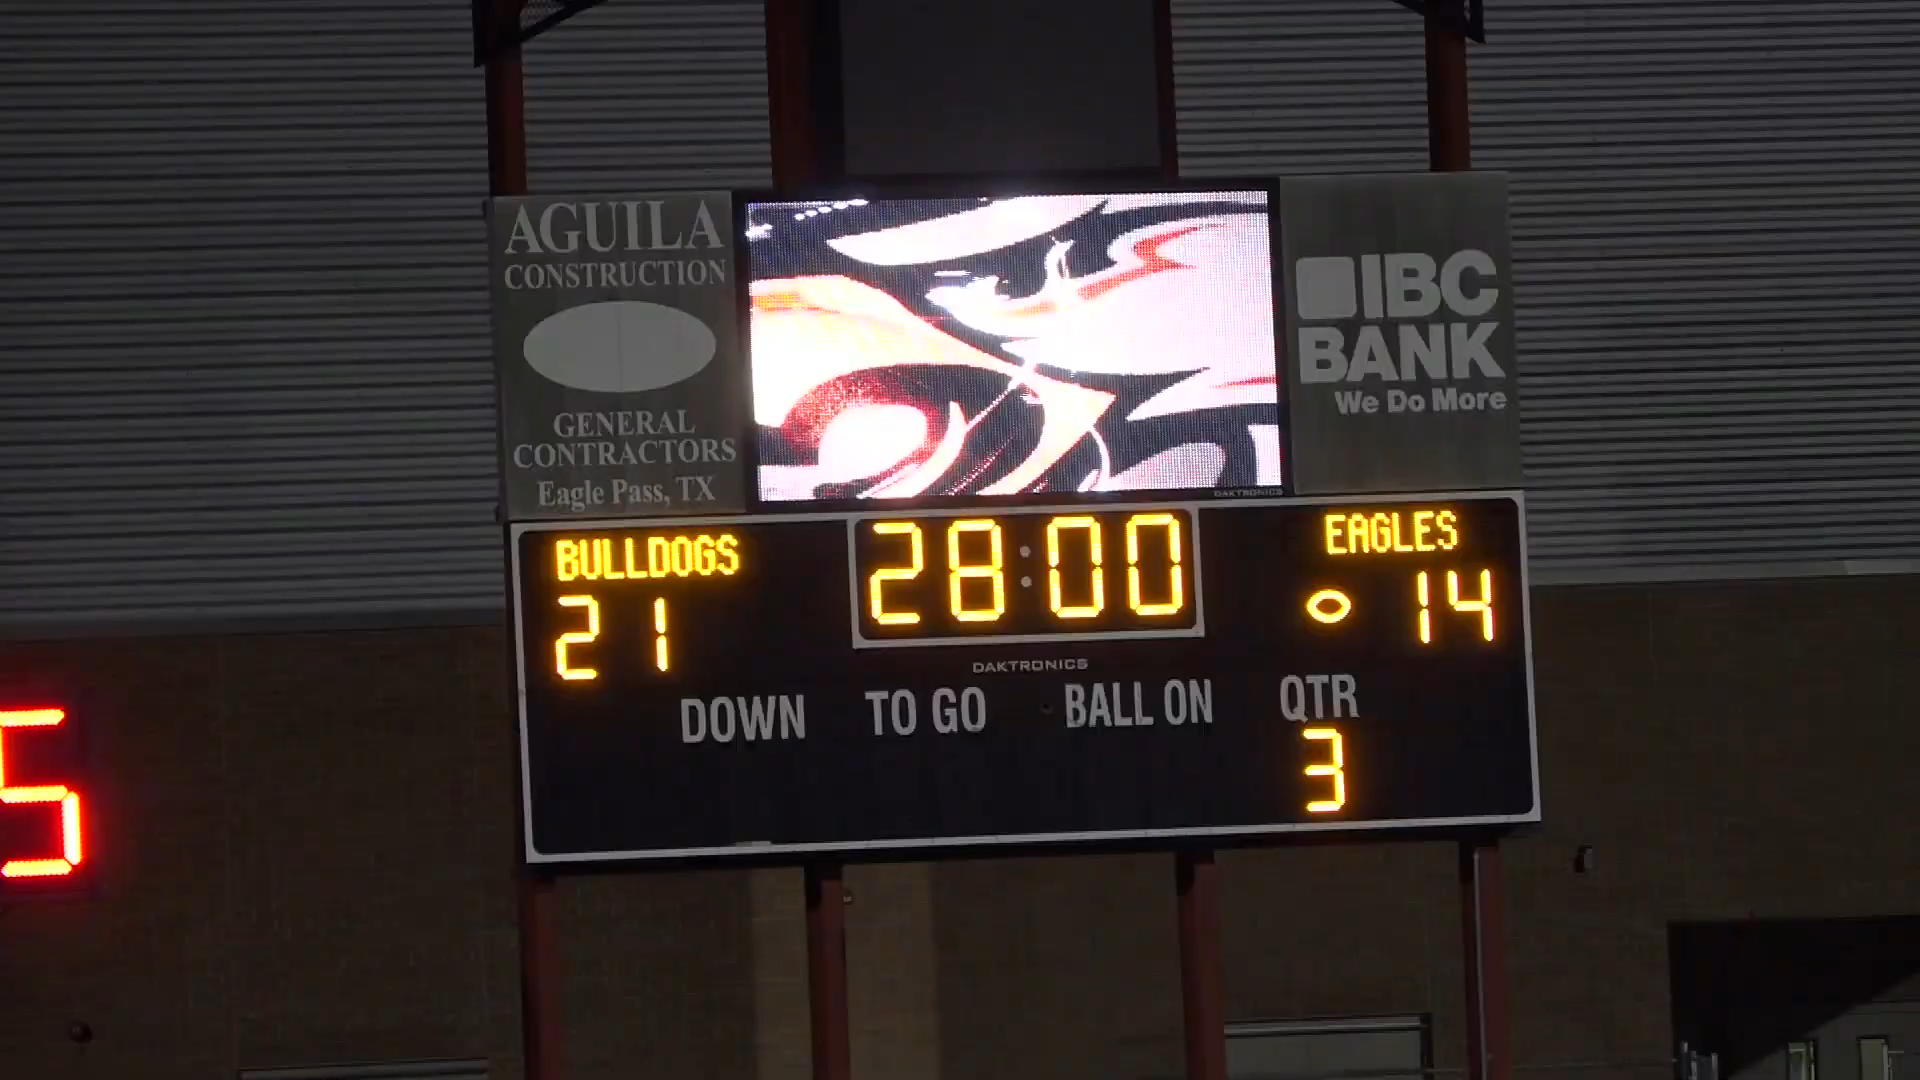 AGUILA
CONSTRUCTION
GENERAL
CONTRACTORS
Eagle Pass, TX
IBC
BANK
We Do More
DAKTRONICS
BULLDOGS
28:00
EAGLES
21
14
DAKTRONICS
DOWN TO GO BALL ON QTR
3
5